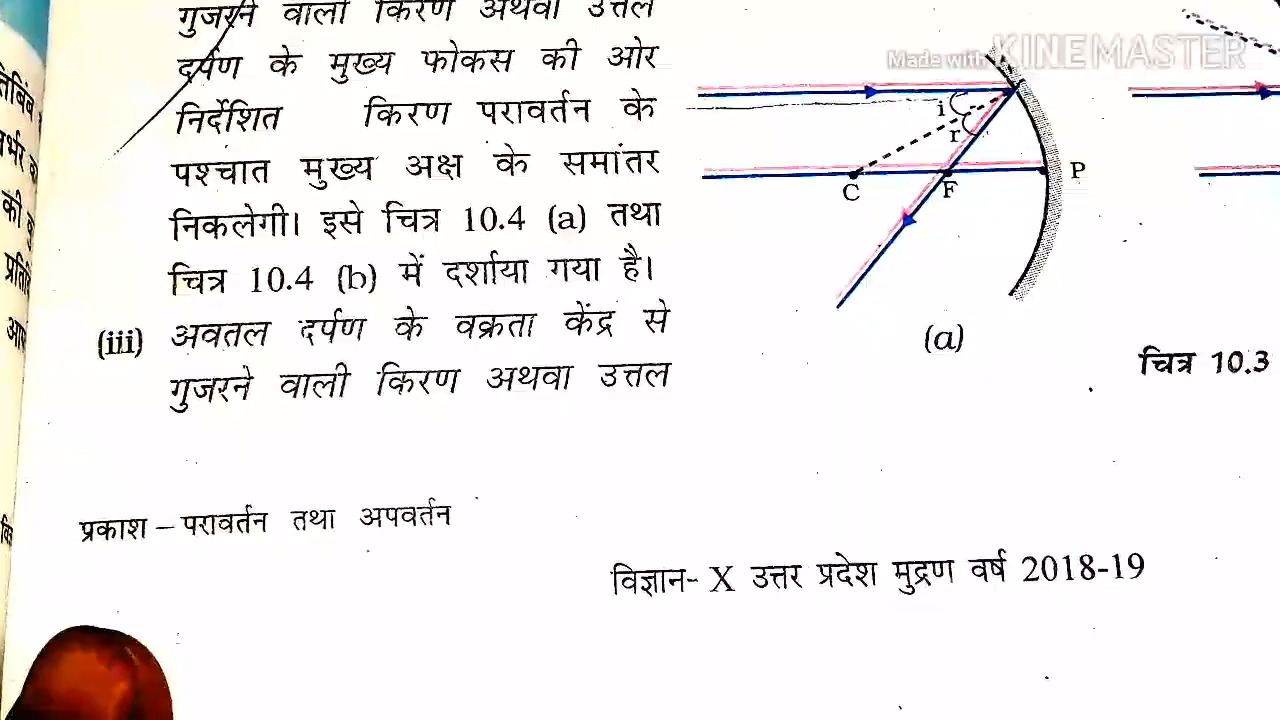 गुजरने वाली किरण अथवा उत्तल
दर्पण के मुख्य फोकस की ओर
निर्देशित किरण परावर्तन के
पश्चात मुख्य अक्ष के समांतर
निकलेगी। इसे चित्र 10.4 (a) तथा
चित्र 10.4 (b) में दर्शाया गया है।
(iii) अवतल दर्पण के वक्रता केंद्र से
गुजरने वाली किरण अथवा उत्तल
Made with KINEMASTER
i
r
C
F
P
(a)
चित्र 10.3
प्रकाश – परावर्तन तथा अपवर्तन
विज्ञान- X उत्तर प्रदेश मुद्रण वर्ष 2018-19